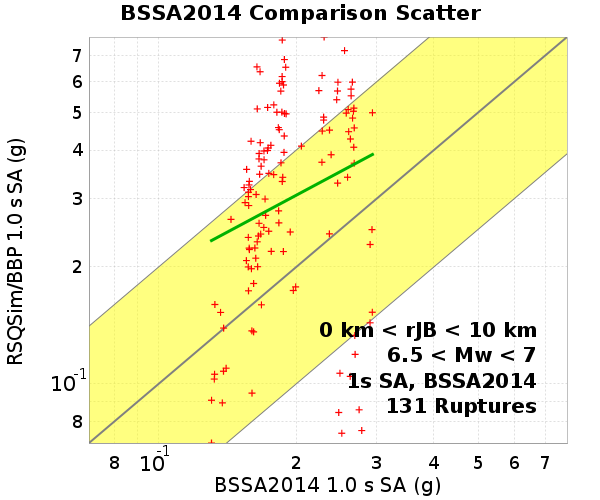 BSSA2014 Comparison Scatter
RSQSim/BBP 1.0 s SA (g)
7
6
5
4
3
2
10-1
8
0 km < rJB < 10 km
6.5 < Mw < 7
1s SA, BSSA2014
131 Ruptures
8 10-1 2 3 4 5 6 7
BSSA2014 1.0 s SA (g)